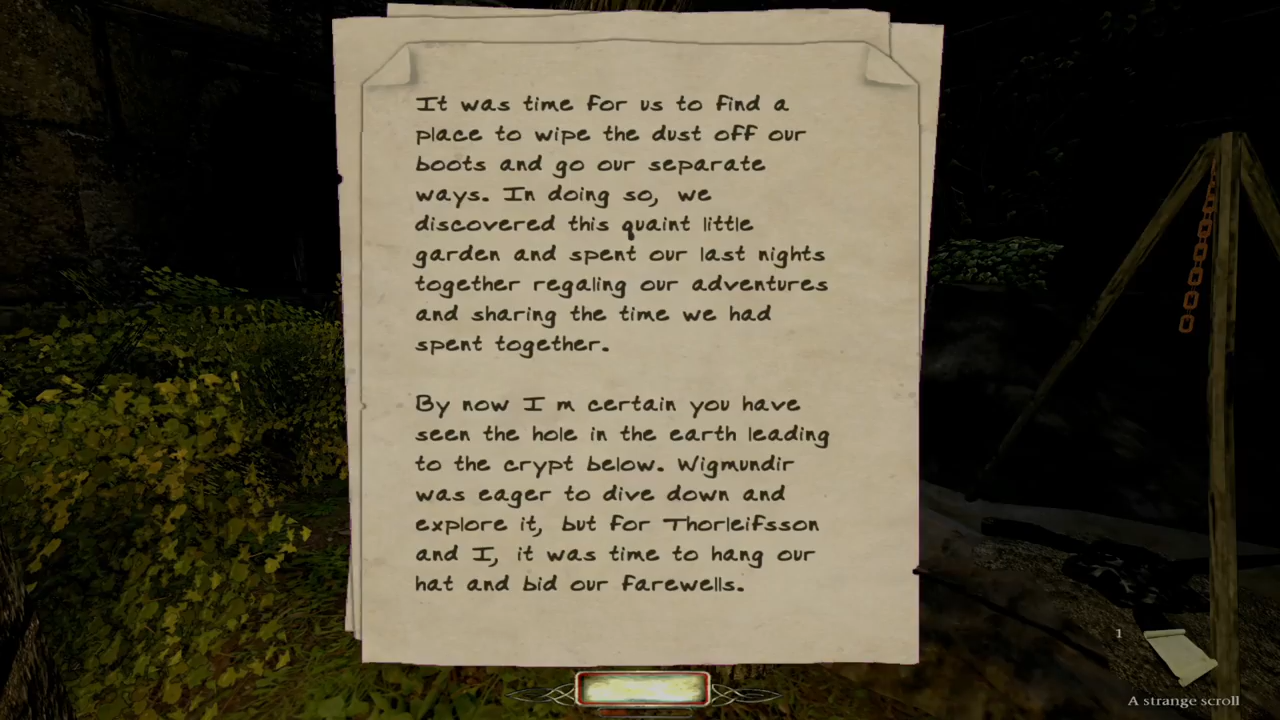 It was time for us to find a
place to wipe the dust off our
boots and go our separate
ways. In doing so, we
discovered this quaint little
garden and spent our last nights
together regaling our adventures
and sharing the time we had
spent together.
By now I m certain you have
seen the hole in the earth leading
to the crypt below. Wigmundir
was eager to dive down and
explore it, but for Thorleifsson
and I, it was time to hang our
hat and bid our farewells.
1
A strange scroll